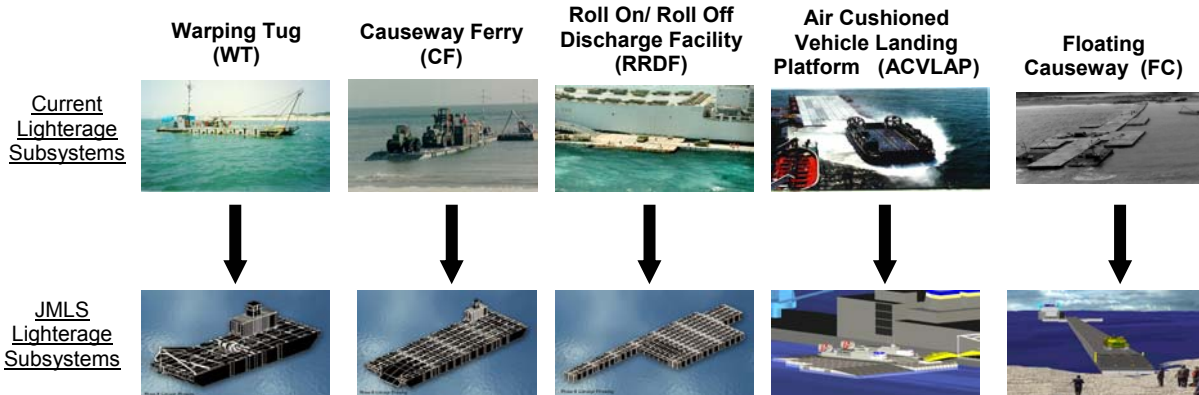 Warping Tug
(WT)
Causeway Ferry
(CF)
Roll On/ Roll Off
Discharge Facility
(RRDF)
Air Cushioned
Vehicle Landing
Platform (ACVLAP)
Floating
Causeway (FC)
Current
Lighterage
Subsystems
JMLS
Lighterage
Subsystems